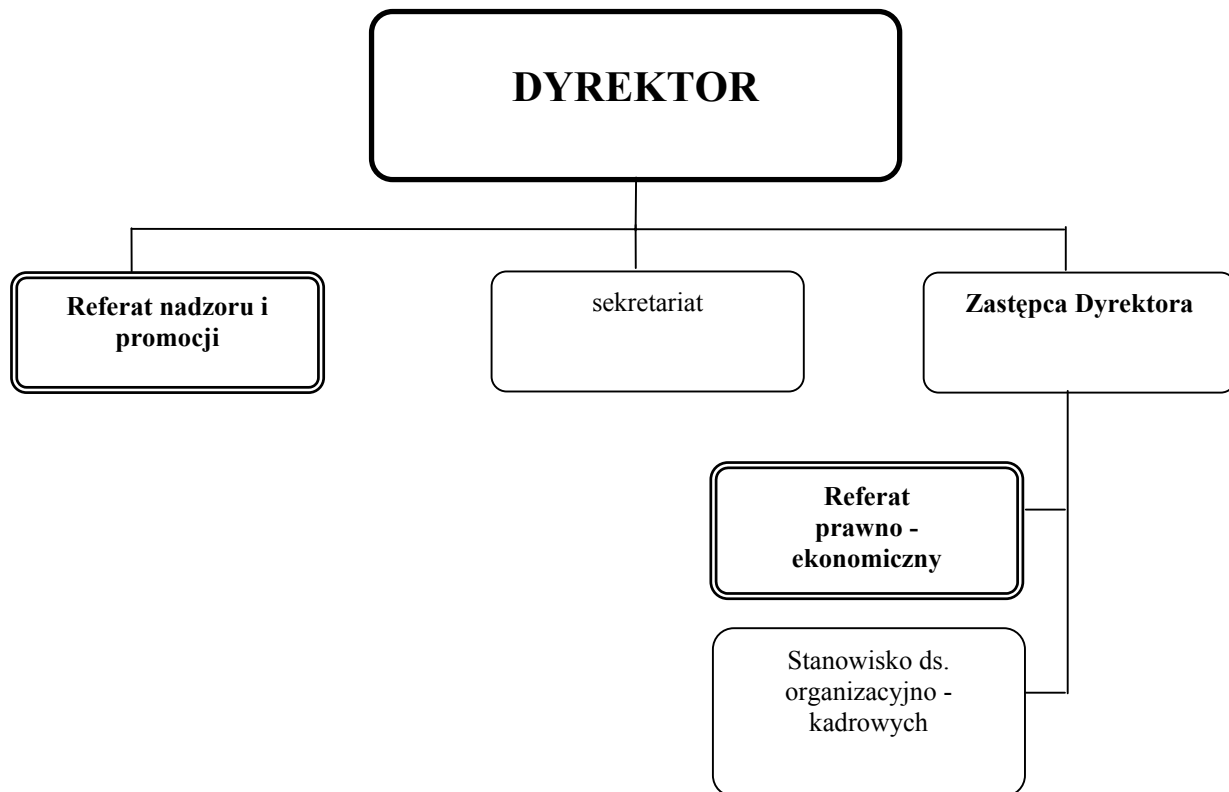 DYREKTOR
Referat nadzoru i
promocji
sekretariat
Zastępca Dyrektora
Referat
prawno -
ekonomiczny
Stanowisko ds.
organizacyjno -
kadrowych